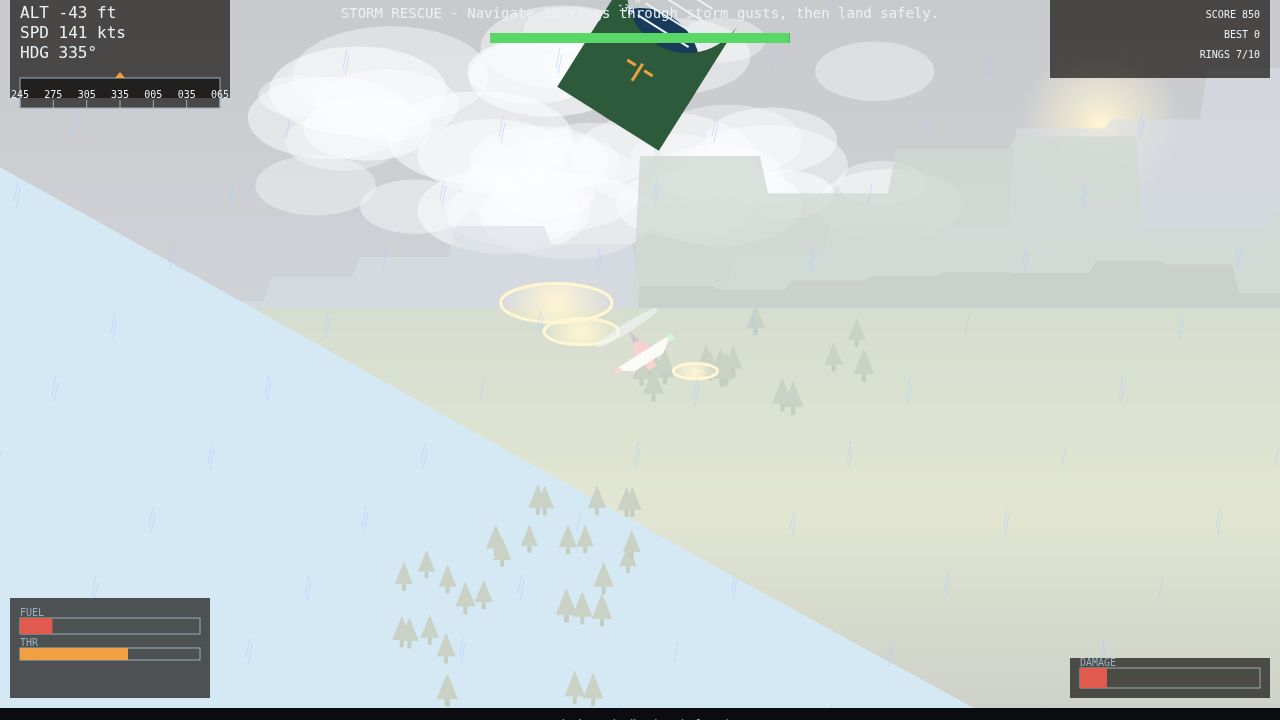 ALT -43 ft
SPD 141 kts
HDG 335°
245 275 305 335 005 035 065
STORM RESCUE - Navigate 10 rings through storm gusts, then land safely.
SCORE 850
BEST 0
RINGS 7/10
FUEL
THR
DAMAGE